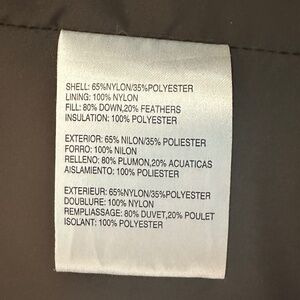 SHELL: 65%NYLON/35%POLYESTER
LINING: 100% NYLON
FILL: 80% DOWN,20% FEATHERS
INSULATION: 100% POLYESTER
EXTERIOR: 65% NILON/35% POLIESTER
FORRO: 100% NILON
RELLENO: 80% PLUMON,20% ACUATICAS
AISLAMIENTO: 100% POLIESTER
EXTERIEUR: 65%NYLON/35%POLYESTER
DOUBLURE: 100% NYLON
REMPLIASSAGE: 80% DUVET,20% POULET
ISOLANT: 100% POLYESTER